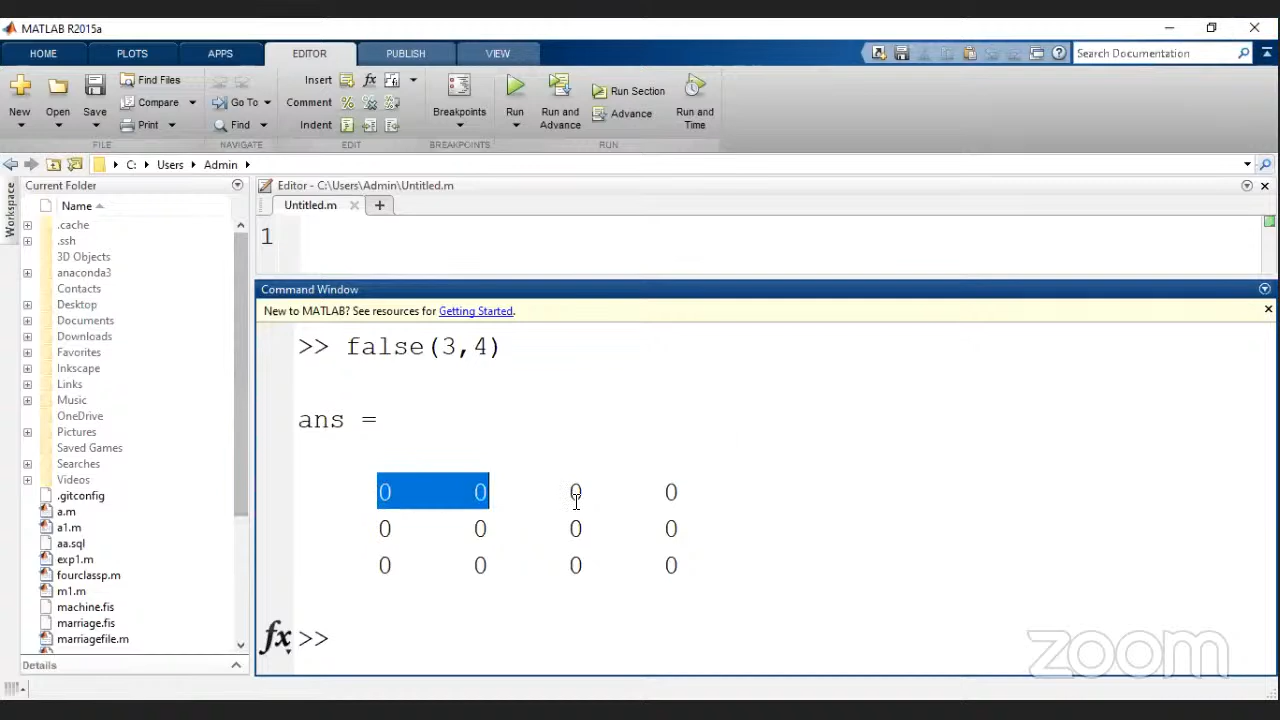 MATLAB R2015a
HOME PLOTS APPS EDITOR PUBLISH VIEW Search Documentation
New Open Save Find Files Compare Print Go To Find Insert fx Comment Indent Breakpoints Run Run and Advance Run Section Advance Run and Time
FILE NAVIGATE EDIT BREAKPOINTS RUN
C: Users Admin
Workspace
Current Folder
Name
.cache
.ssh
3D Objects
anaconda3
Contacts
Desktop
Documents
Downloads
Favorites
Inkscape
Links
Music
OneDrive
Pictures
Saved Games
Searches
Videos
.gitconfig
a.m
a1.m
aa.sql
exp1.m
fourclassp.m
m1.m
machine.fis
marriage.fis
marriagefile.m
Details
Editor - C:\Users\Admin\Untitled.m
Untitled.m
1
Command Window
New to MATLAB? See resources for Getting Started.
>> false(3,4)
ans =
0 0 0 0
0 0 0 0
0 0 0 0
fx >>
zoom